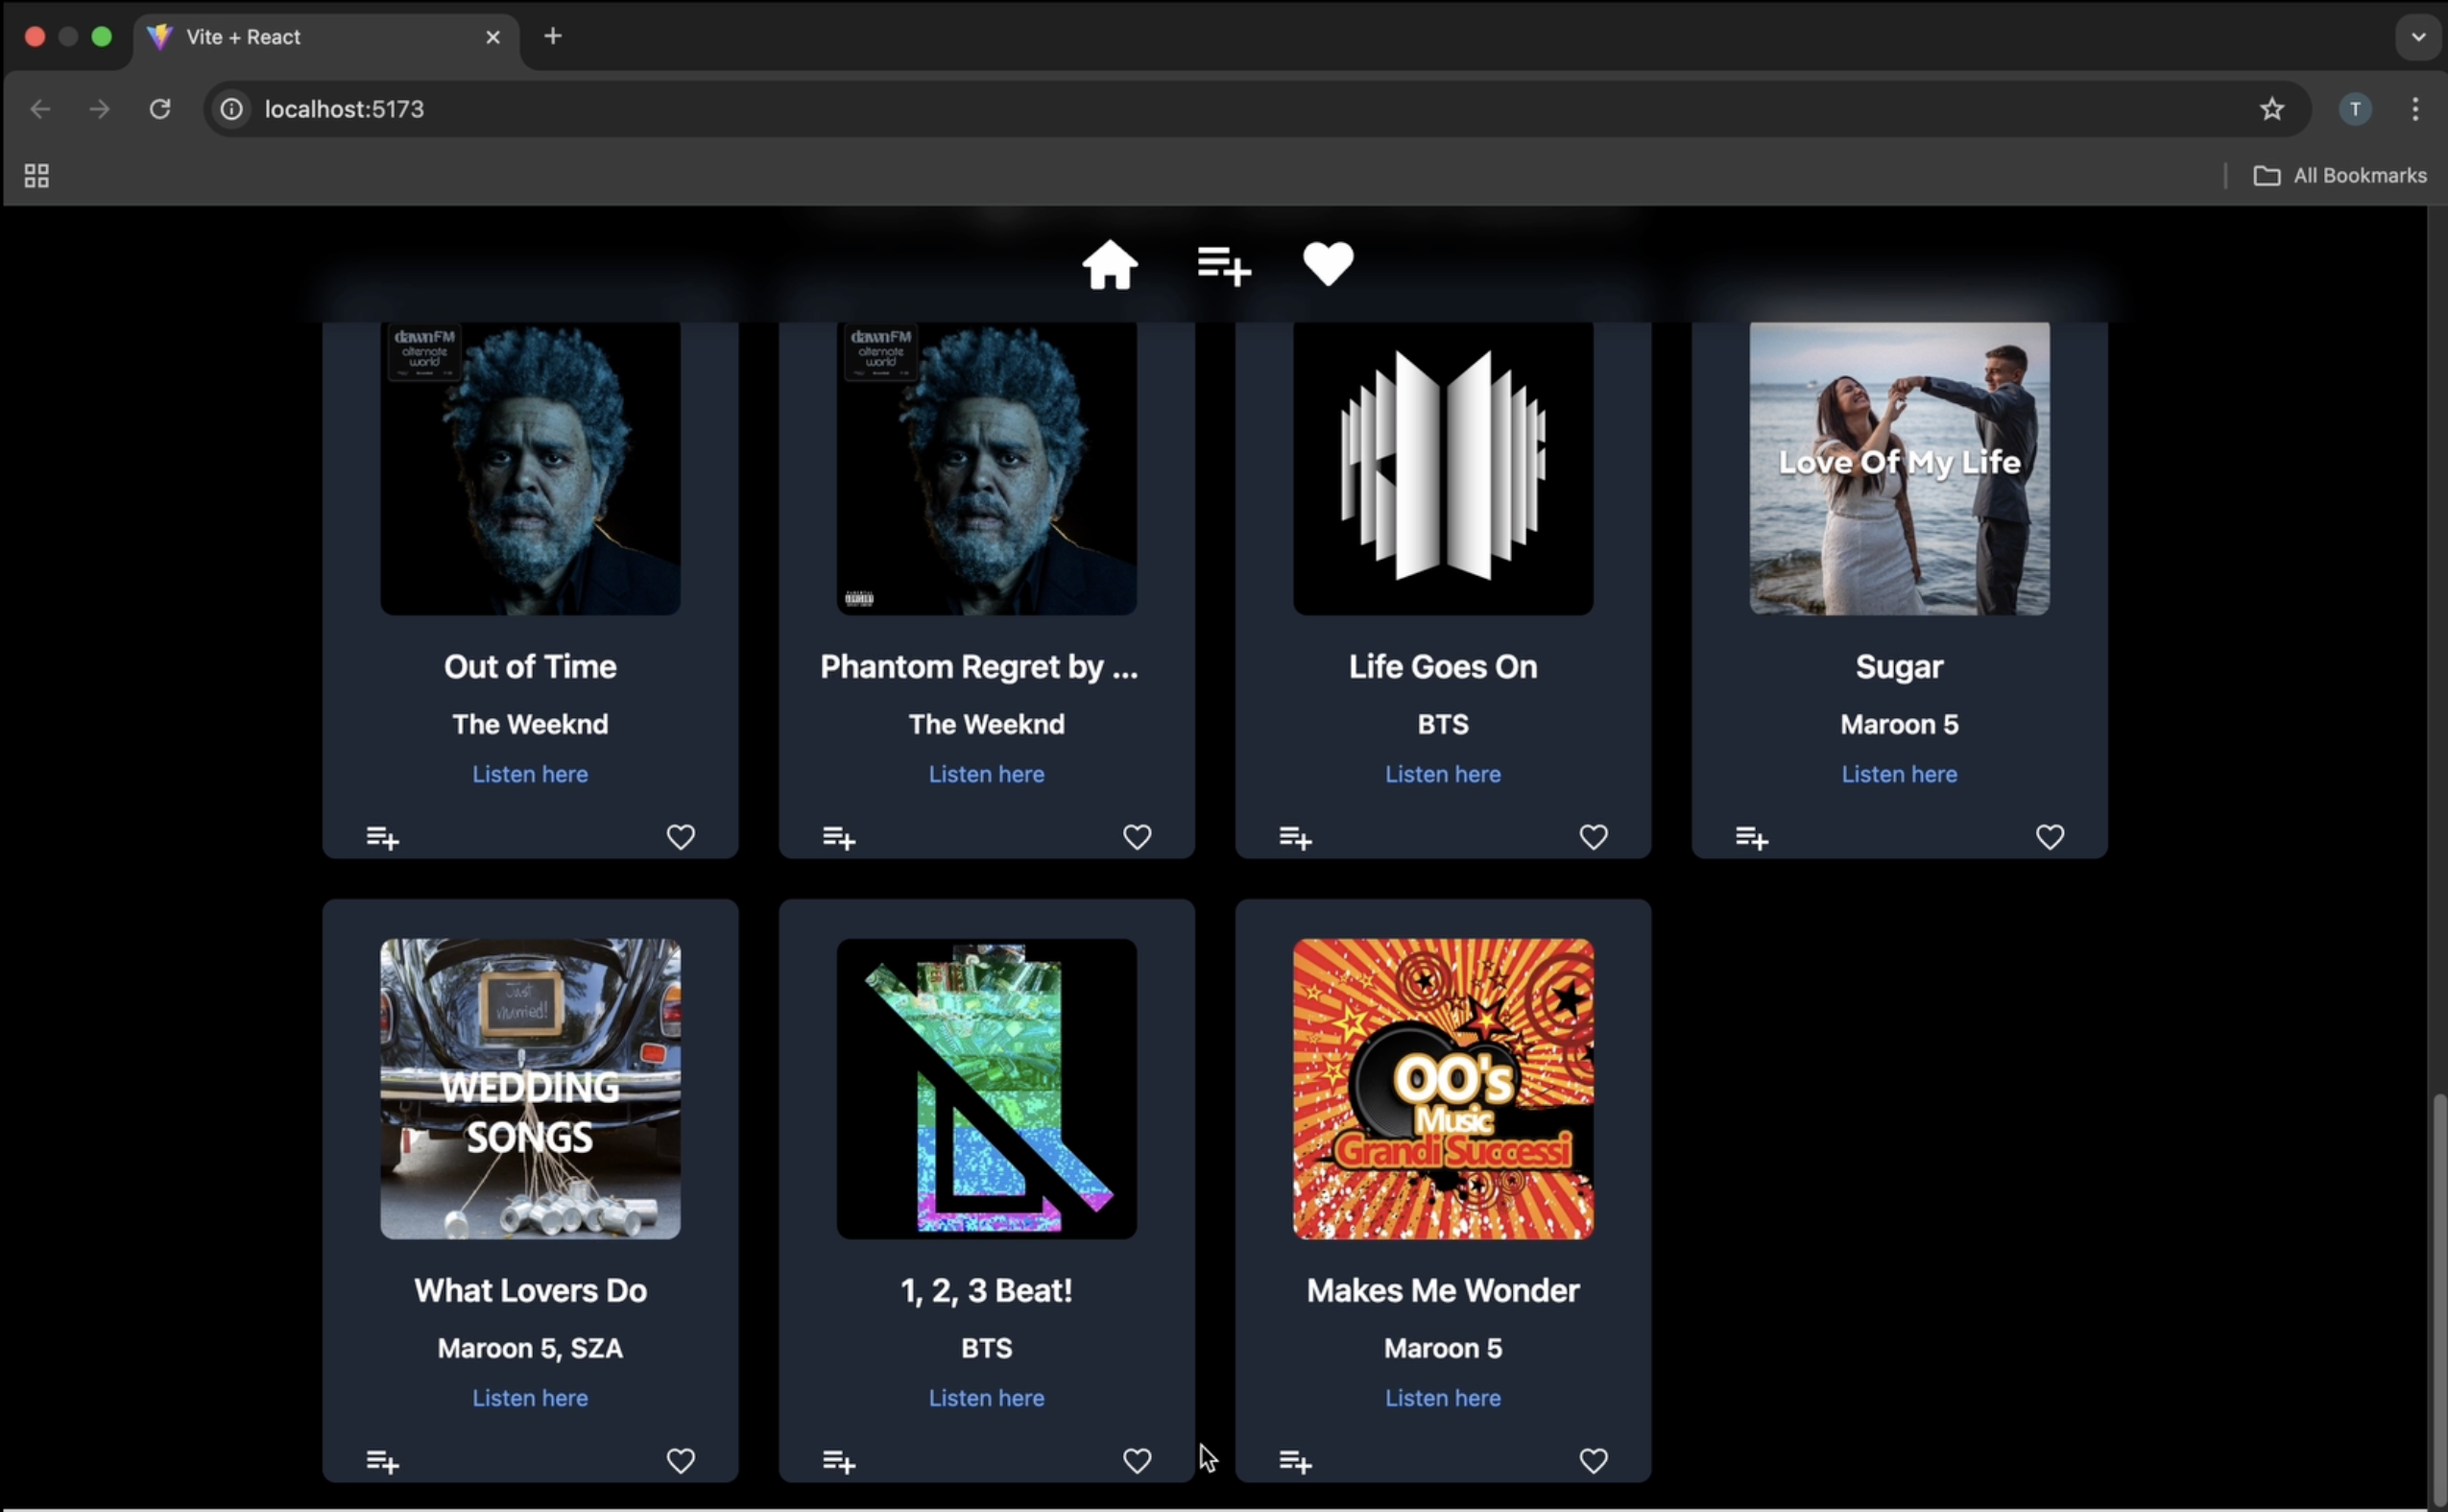 Vite + React
localhost:5173
T
All Bookmarks
dawnFM
alternate
world
dawnFM
alternate
world
Love Of My Life
Out of Time
Phantom Regret by ...
Life Goes On
Sugar
The Weeknd
The Weeknd
BTS
Maroon 5
Listen here
Listen here
Listen here
Listen here
Just
Married!
WEDDING
SONGS
00's
Music
Grandi Successi
What Lovers Do
1, 2, 3 Beat!
Makes Me Wonder
Maroon 5, SZA
BTS
Maroon 5
Listen here
Listen here
Listen here